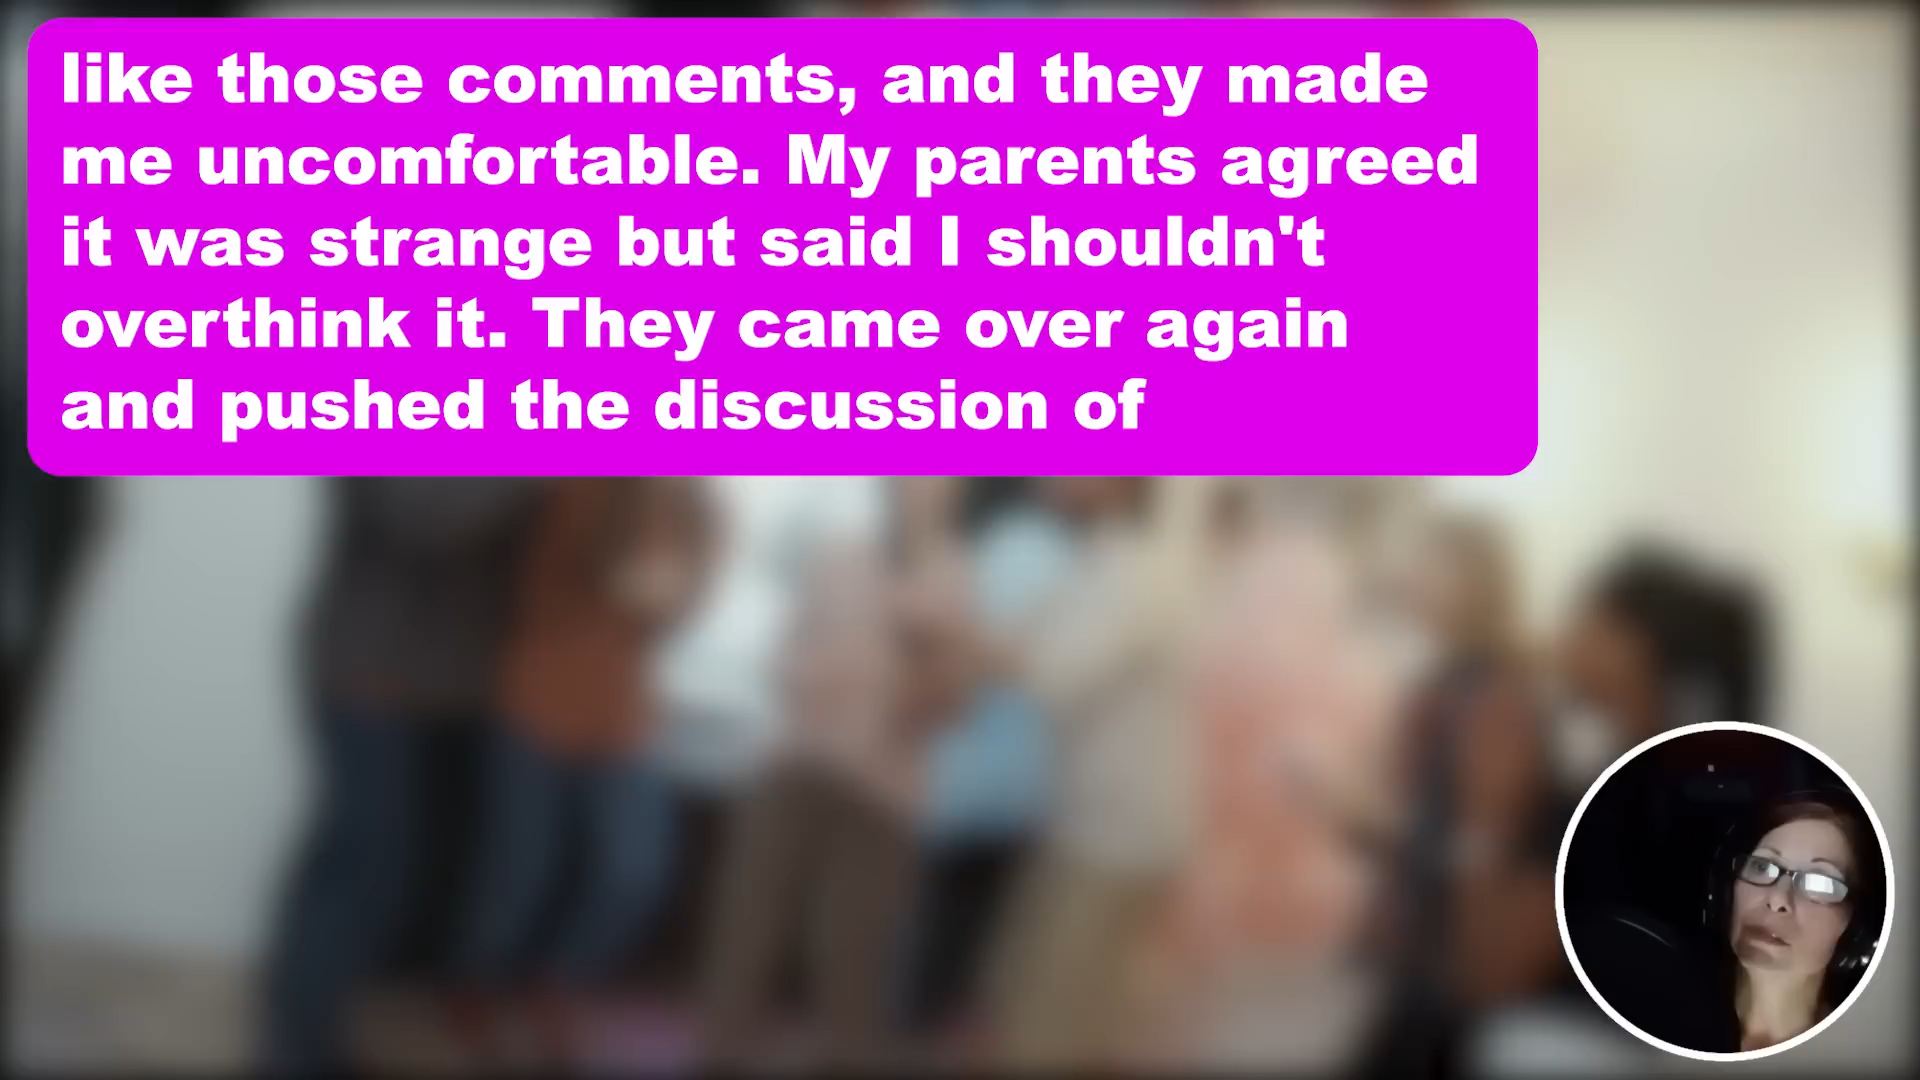 like those comments, and they made
me uncomfortable. My parents agreed
it was strange but said I shouldn't
overthink it. They came over again
and pushed the discussion of